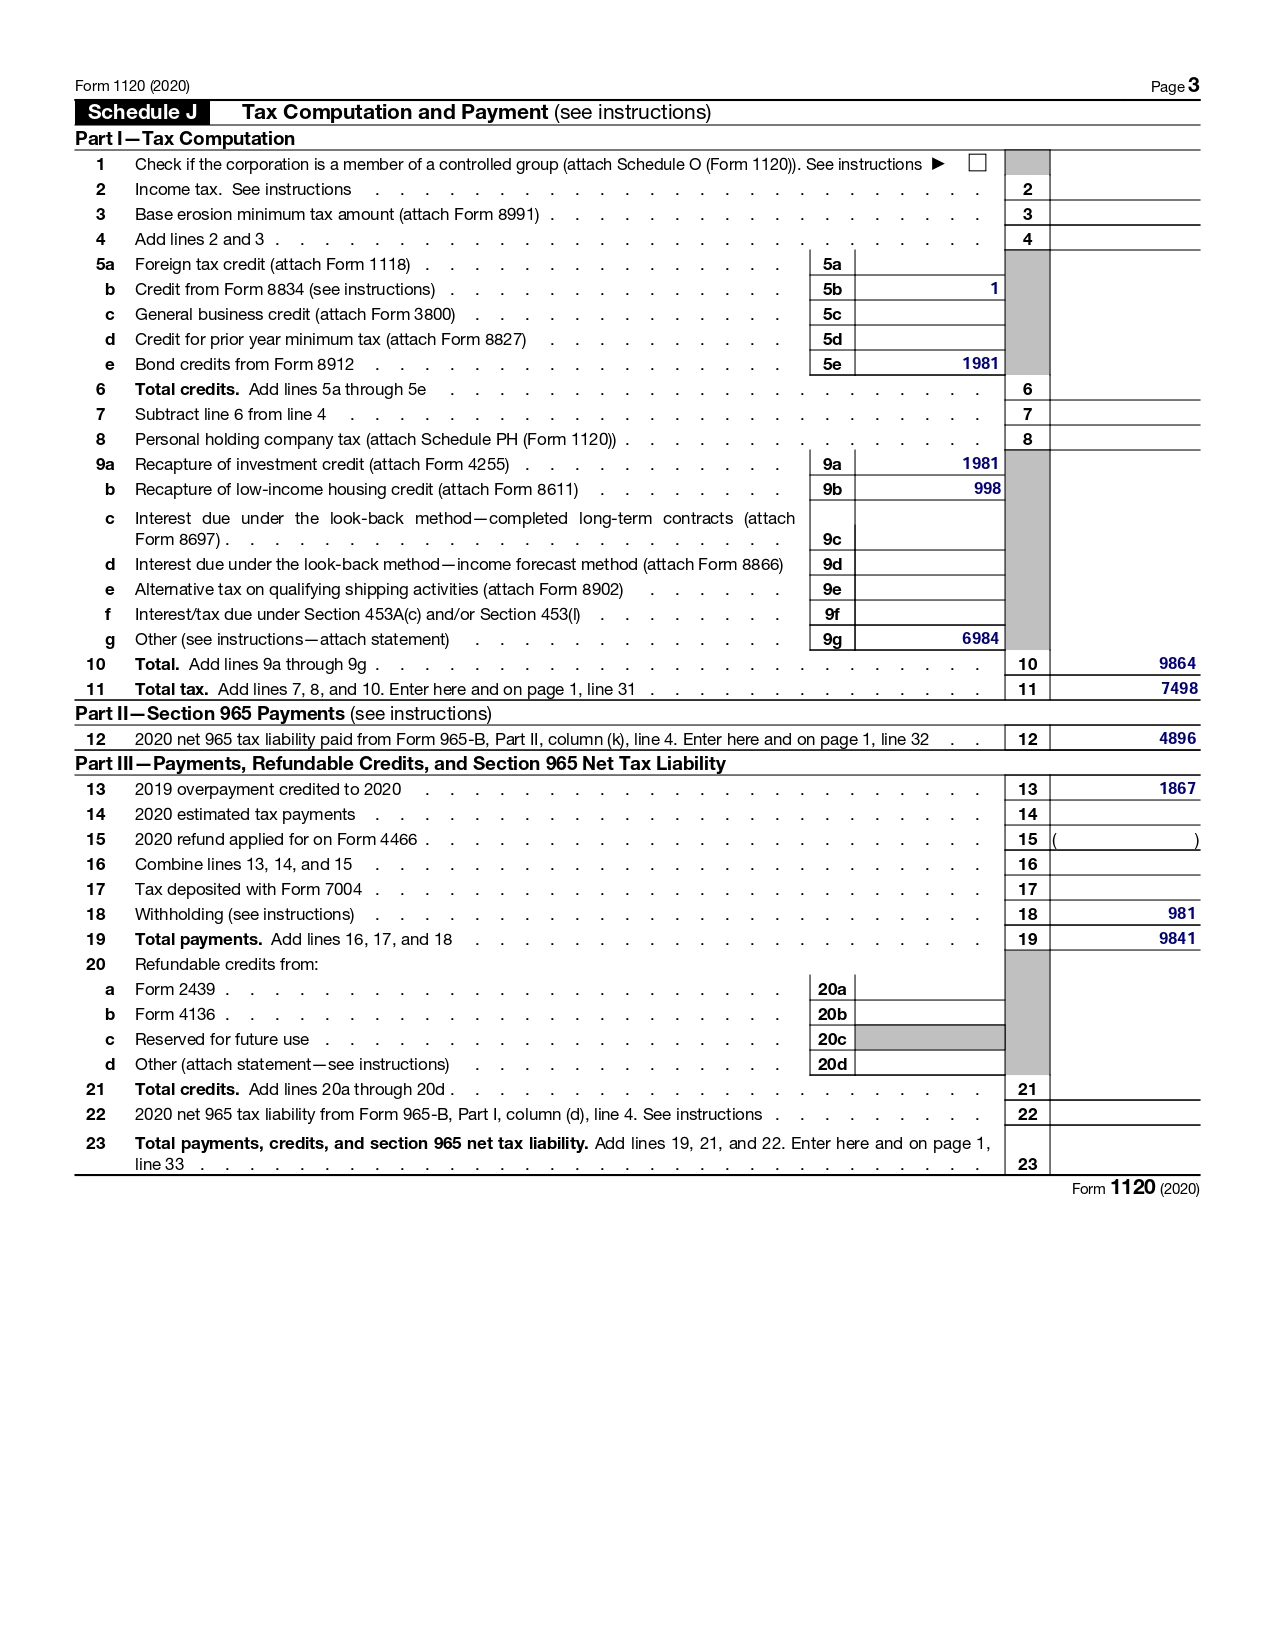 Form 1120 (2020) Page 3
Schedule J Tax Computation and Payment (see instructions)
Part I—Tax Computation
1 Check if the corporation is a member of a controlled group (attach Schedule O (Form 1120)). See instructions ▶
2 Income tax. See instructions . . . . . . . . . . . . . . . . . . . . . . . . . 2
3 Base erosion minimum tax amount (attach Form 8991) . . . . . . . . . . . . . . . . . . 3
4 Add lines 2 and 3 . . . . . . . . . . . . . . . . . . . . . . . . . . . . . 4
5a Foreign tax credit (attach Form 1118) . . . . . . . . . . . . . . . 5a
b Credit from Form 8834 (see instructions) . . . . . . . . . . . . . . 5b 1
c General business credit (attach Form 3800) . . . . . . . . . . . . . 5c
d Credit for prior year minimum tax (attach Form 8827) . . . . . . . . . . 5d
e Bond credits from Form 8912 . . . . . . . . . . . . . . . . . 5e 1981
6 Total credits. Add lines 5a through 5e . . . . . . . . . . . . . . . . . . . . . . 6
7 Subtract line 6 from line 4 . . . . . . . . . . . . . . . . . . . . . . . . . . 7
8 Personal holding company tax (attach Schedule PH (Form 1120)) . . . . . . . . . . . . . . . 8
9a Recapture of investment credit (attach Form 4255) . . . . . . . . . . . 9a 1981
b Recapture of low-income housing credit (attach Form 8611) . . . . . . . . 9b 998
c Interest due under the look-back method—completed long-term contracts (attach
Form 8697) . . . . . . . . . . . . . . . . . . . . . . . 9c
d Interest due under the look-back method—income forecast method (attach Form 8866) 9d
e Alternative tax on qualifying shipping activities (attach Form 8902) . . . . . . 9e
f Interest/tax due under Section 453A(c) and/or Section 453(l) . . . . . . . . 9f
g Other (see instructions—attach statement) . . . . . . . . . . . . . 9g 6984
10 Total. Add lines 9a through 9g . . . . . . . . . . . . . . . . . . . . . . . . . 10 9864
11 Total tax. Add lines 7, 8, and 10. Enter here and on page 1, line 31 . . . . . . . . . . . . . . 11 7498
Part II—Section 965 Payments (see instructions)
12 2020 net 965 tax liability paid from Form 965-B, Part II, column (k), line 4. Enter here and on page 1, line 32 . . 12 4896
Part III—Payments, Refundable Credits, and Section 965 Net Tax Liability
13 2019 overpayment credited to 2020 . . . . . . . . . . . . . . . . . . . . . . . 13 1867
14 2020 estimated tax payments . . . . . . . . . . . . . . . . . . . . . . . . . 14
15 2020 refund applied for on Form 4466 . . . . . . . . . . . . . . . . . . . . . . . 15 ( )
16 Combine lines 13, 14, and 15 . . . . . . . . . . . . . . . . . . . . . . . . . 16
17 Tax deposited with Form 7004 . . . . . . . . . . . . . . . . . . . . . . . . . 17
18 Withholding (see instructions) . . . . . . . . . . . . . . . . . . . . . . . . . 18 981
19 Total payments. Add lines 16, 17, and 18 . . . . . . . . . . . . . . . . . . . . . 19 9841
20 Refundable credits from:
a Form 2439 . . . . . . . . . . . . . . . . . . . . . . . 20a
b Form 4136 . . . . . . . . . . . . . . . . . . . . . . . 20b
c Reserved for future use . . . . . . . . . . . . . . . . . . . 20c
d Other (attach statement—see instructions) . . . . . . . . . . . . . 20d
21 Total credits. Add lines 20a through 20d . . . . . . . . . . . . . . . . . . . . . . 21
22 2020 net 965 tax liability from Form 965-B, Part I, column (d), line 4. See instructions . . . . . . . . . 22
23 Total payments, credits, and section 965 net tax liability. Add lines 19, 21, and 22. Enter here and on page 1,
line 33 . . . . . . . . . . . . . . . . . . . . . . . . . . . . . . . . 23
Form 1120 (2020)